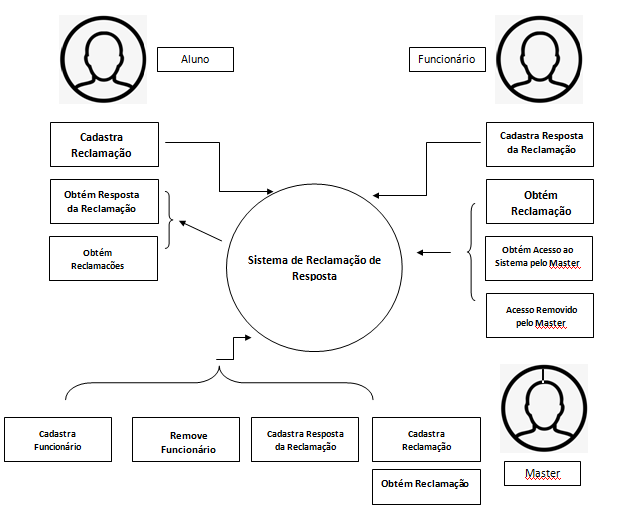 Aluno
Funcionário
Cadastra
Reclamação
Cadastra Resposta
da Reclamação
Obtém Resposta
da Reclamação
Obtém
Reclamação
Obtém
Reclamacões
Sistema de Reclamação de
Resposta
Obtém Acesso ao
Sistema pelo Master
Acesso Removido
pelo Master
Cadastra
Funcionário
Remove
Funcionário
Cadastra Resposta
da Reclamação
Cadastra
Reclamação
Obtém Reclamação
Master